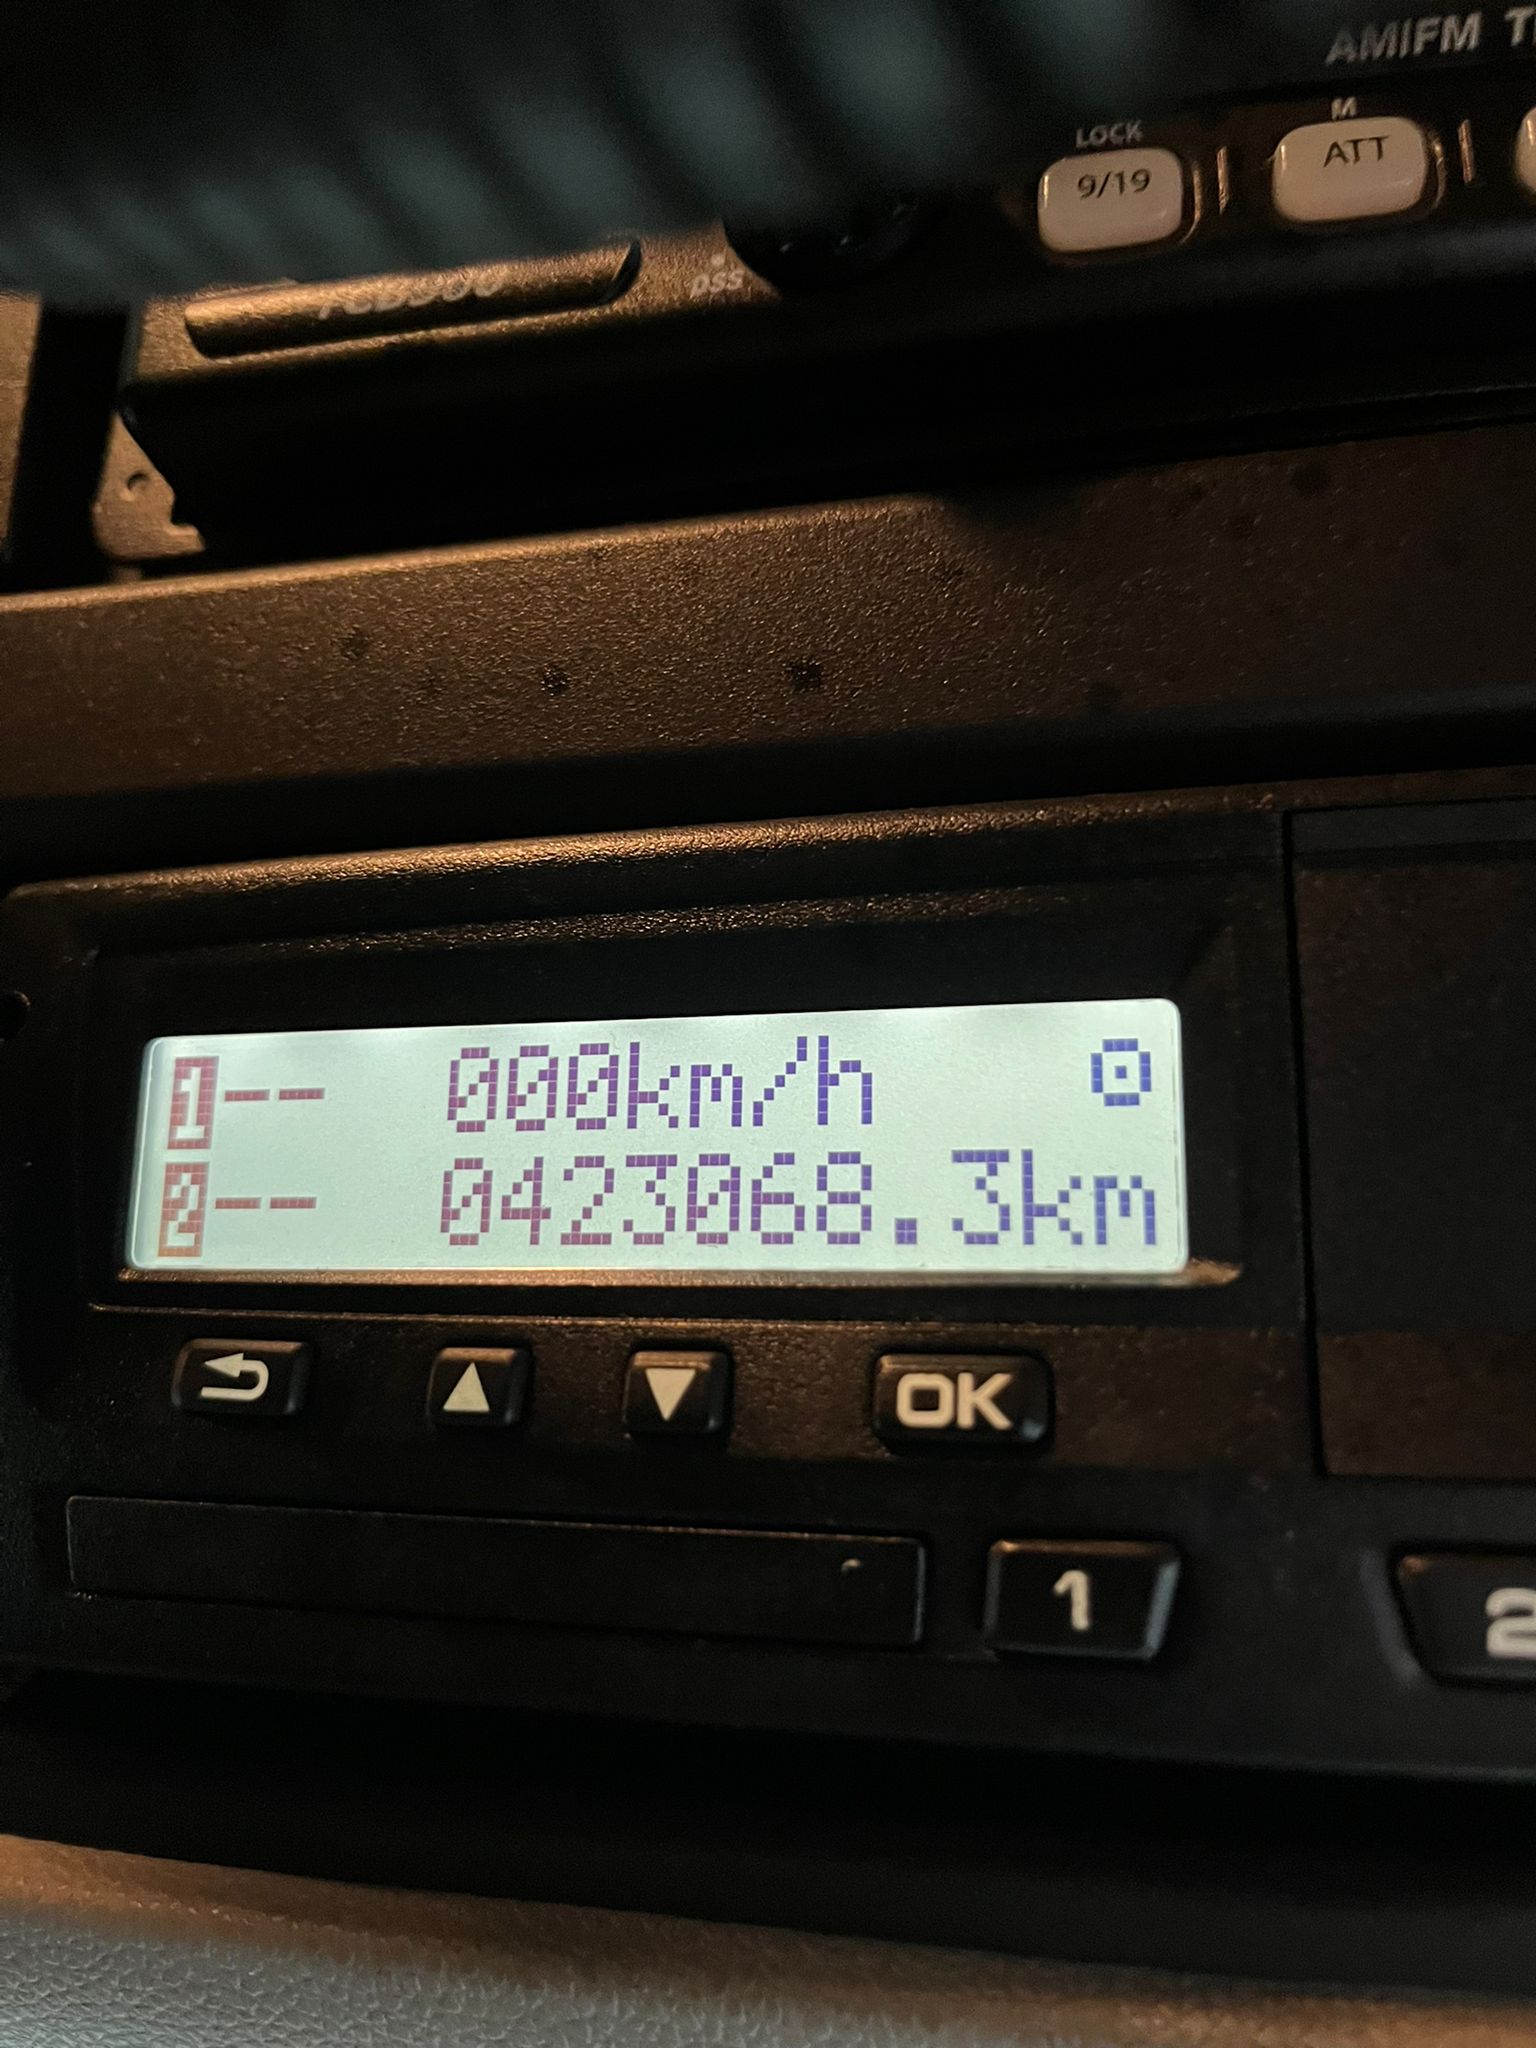 AM/FM
LOCK
M
9/19
ATT
DSS
1-- 000km/h
2-- 0423068.3km
OK
1
2